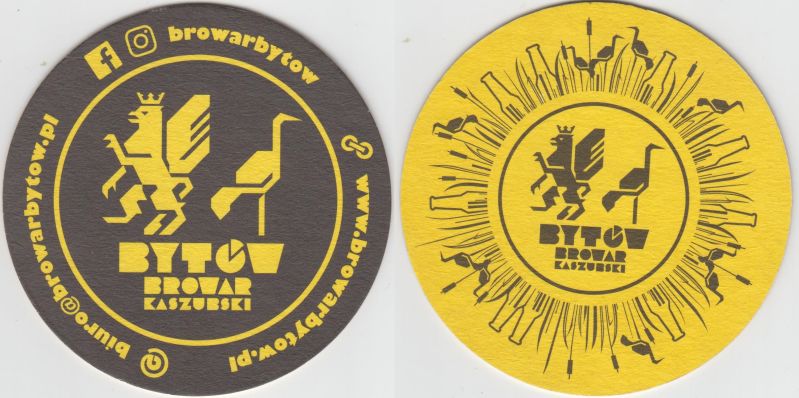 browarbytow
www.browarbytow.pl
biuro@browarbytow.pl
BYTÓW
BROWAR
KASZUBSKI
BYTÓW
BROWAR
KASZUBSKI